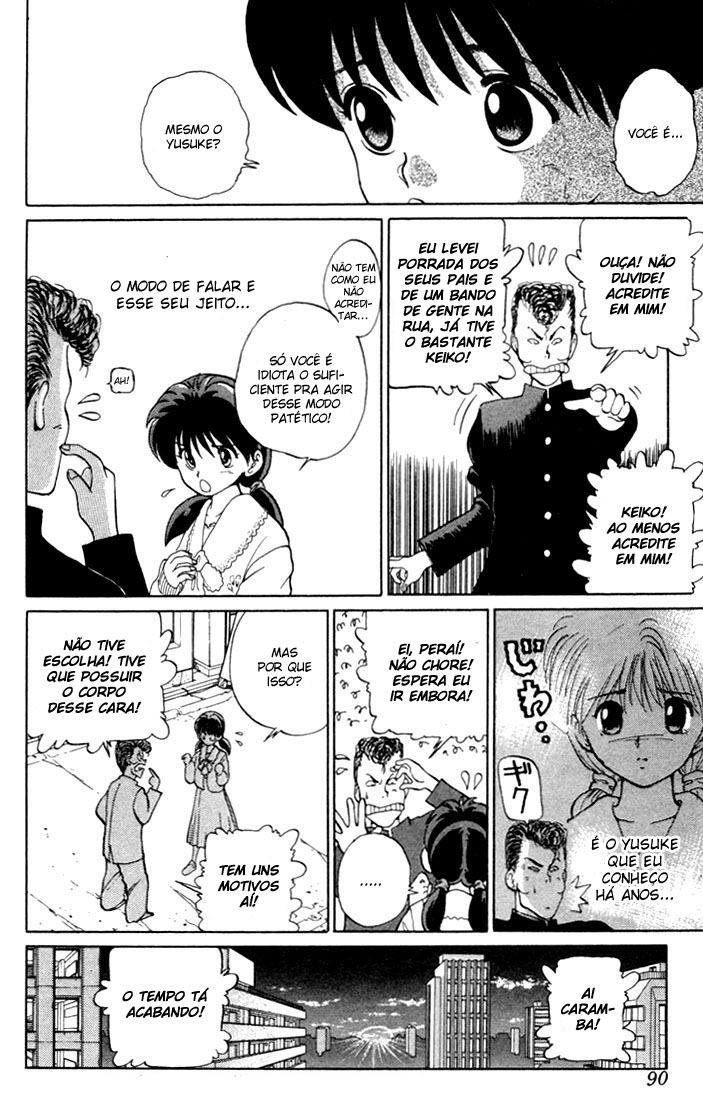 VOCÊ É...
MESMO O
YUSUKE?
OUÇA! NÃO
DUVIDE!
ACREDITE
EM MIM!
EU LEVEI
PORRADA DOS
SEUS PAIS E
DE UM BANDO
DE GENTE NA
RUA, JÁ TIVE
O BASTANTE
KEIKO!
KEIKO!
AO MENOS
ACREDITE
EM MIM!
NÃO TEM
COMO EU
NÃO
ACREDI-
TAR...
SÓ VOCÊ É
IDIOTA O SUFI-
CIENTE PRA AGIR
DESSE MODO
PATÉTICO!
O MODO DE FALAR E
ESSE SEU JEITO...
AH!
じわ。
ギク
É O YUSUKE
QUE EU
CONHEÇO
HÁ ANOS...
EI, PERAÍ!
NÃO CHORE!
ESPERA EU
IR EMBORA!
.....
MAS
POR QUE
ISSO?
NÃO TIVE
ESCOLHA! TIVE
QUE POSSUIR
O CORPO
DESSE CARA!
TEM UNS
MOTIVOS
AÍ!
AI
CARAM-
BA!
O TEMPO TÁ
ACABANDO!
90